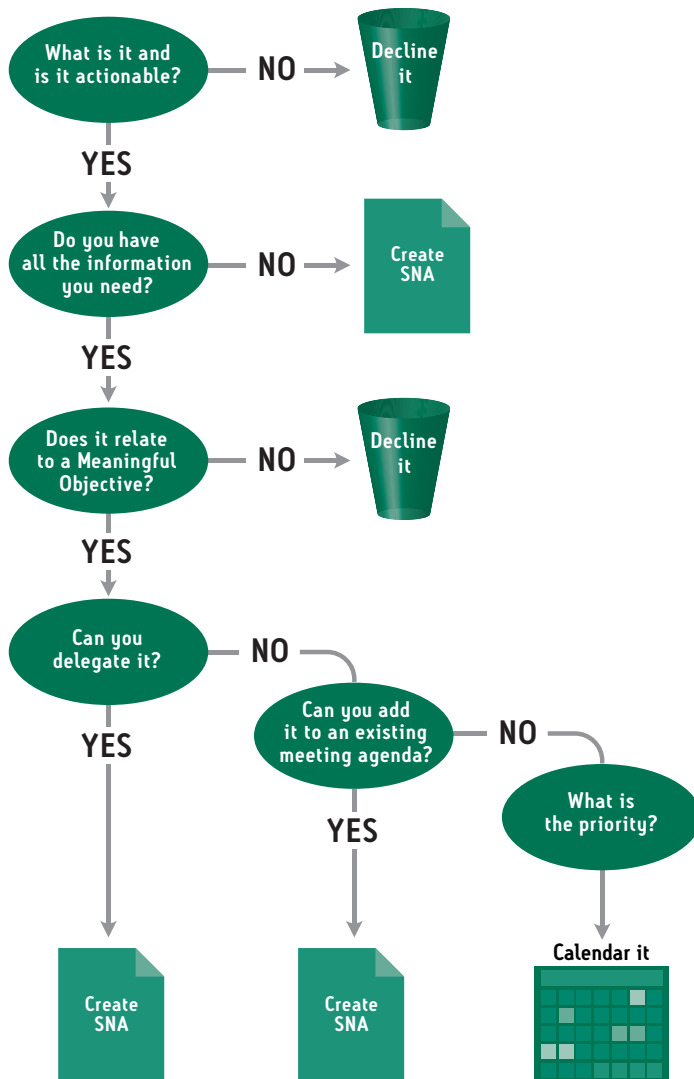 What is it and
is it actionable?
NO
Decline
it
YES
Do you have
all the information
you need?
NO
Create
SNA
YES
Does it relate
to a Meaningful
Objective?
NO
Decline
it
YES
Can you
delegate it?
NO
Can you add
it to an existing
meeting agenda?
NO
What is
the priority?
YES
YES
Calendar it
Create
SNA
Create
SNA